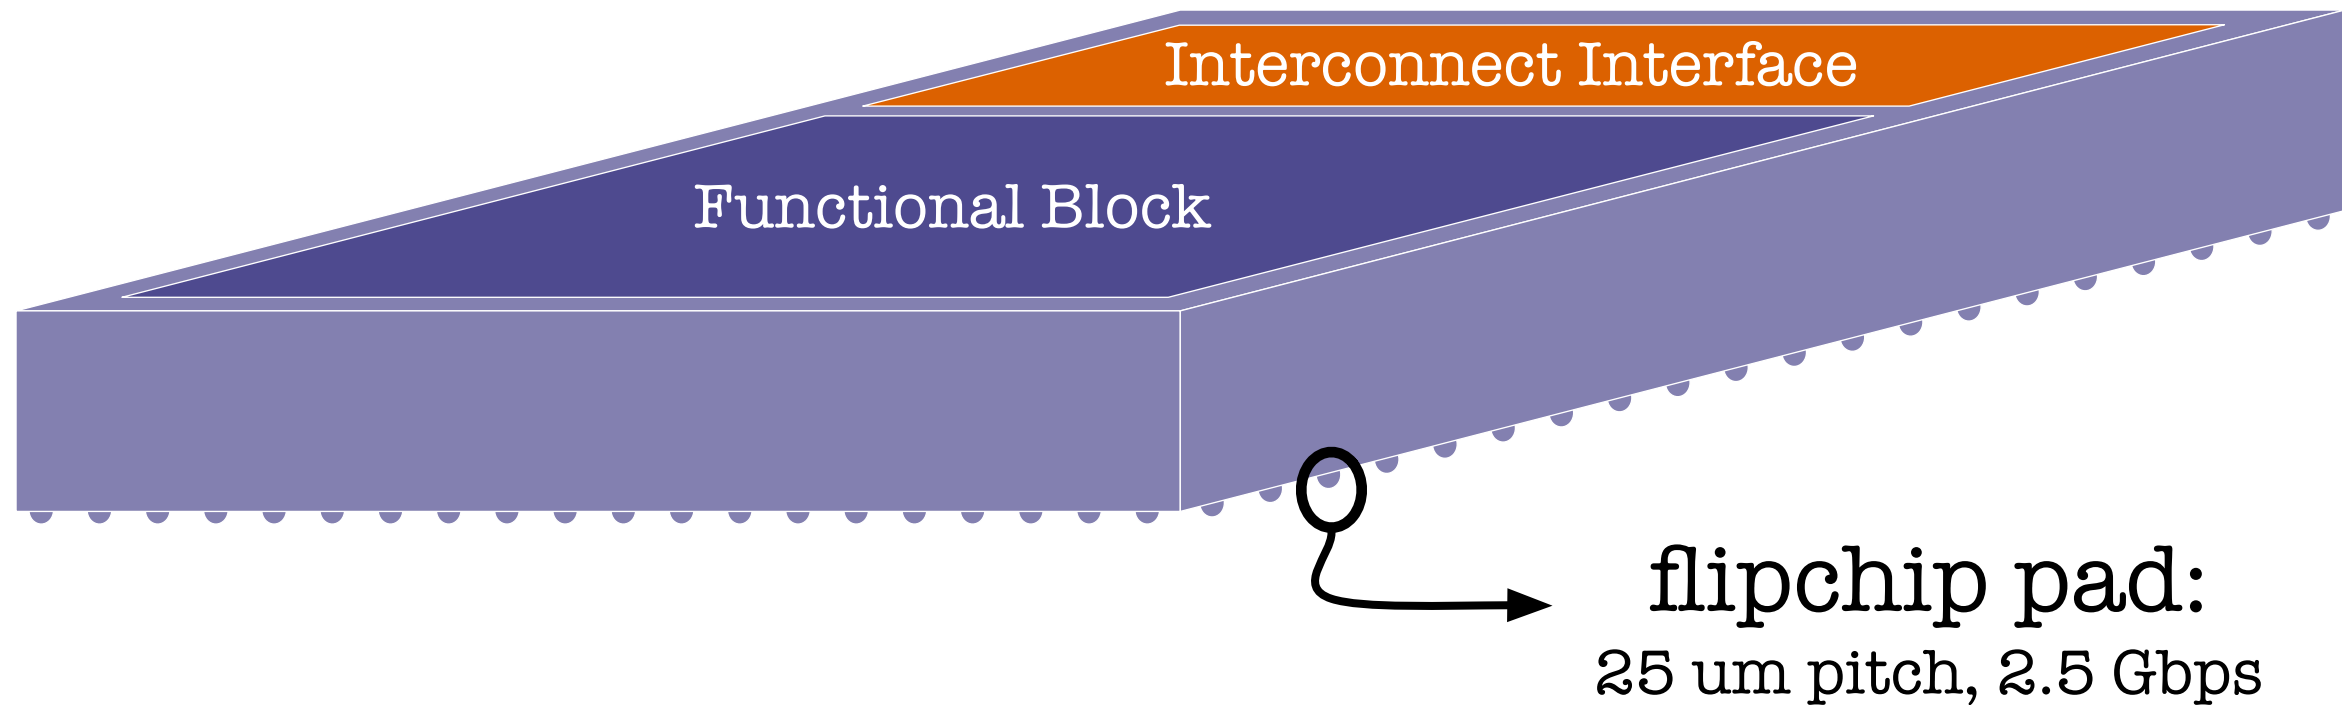 Interconnect Interface
Functional Block
flipchip pad:
25 um pitch, 2.5 Gbps